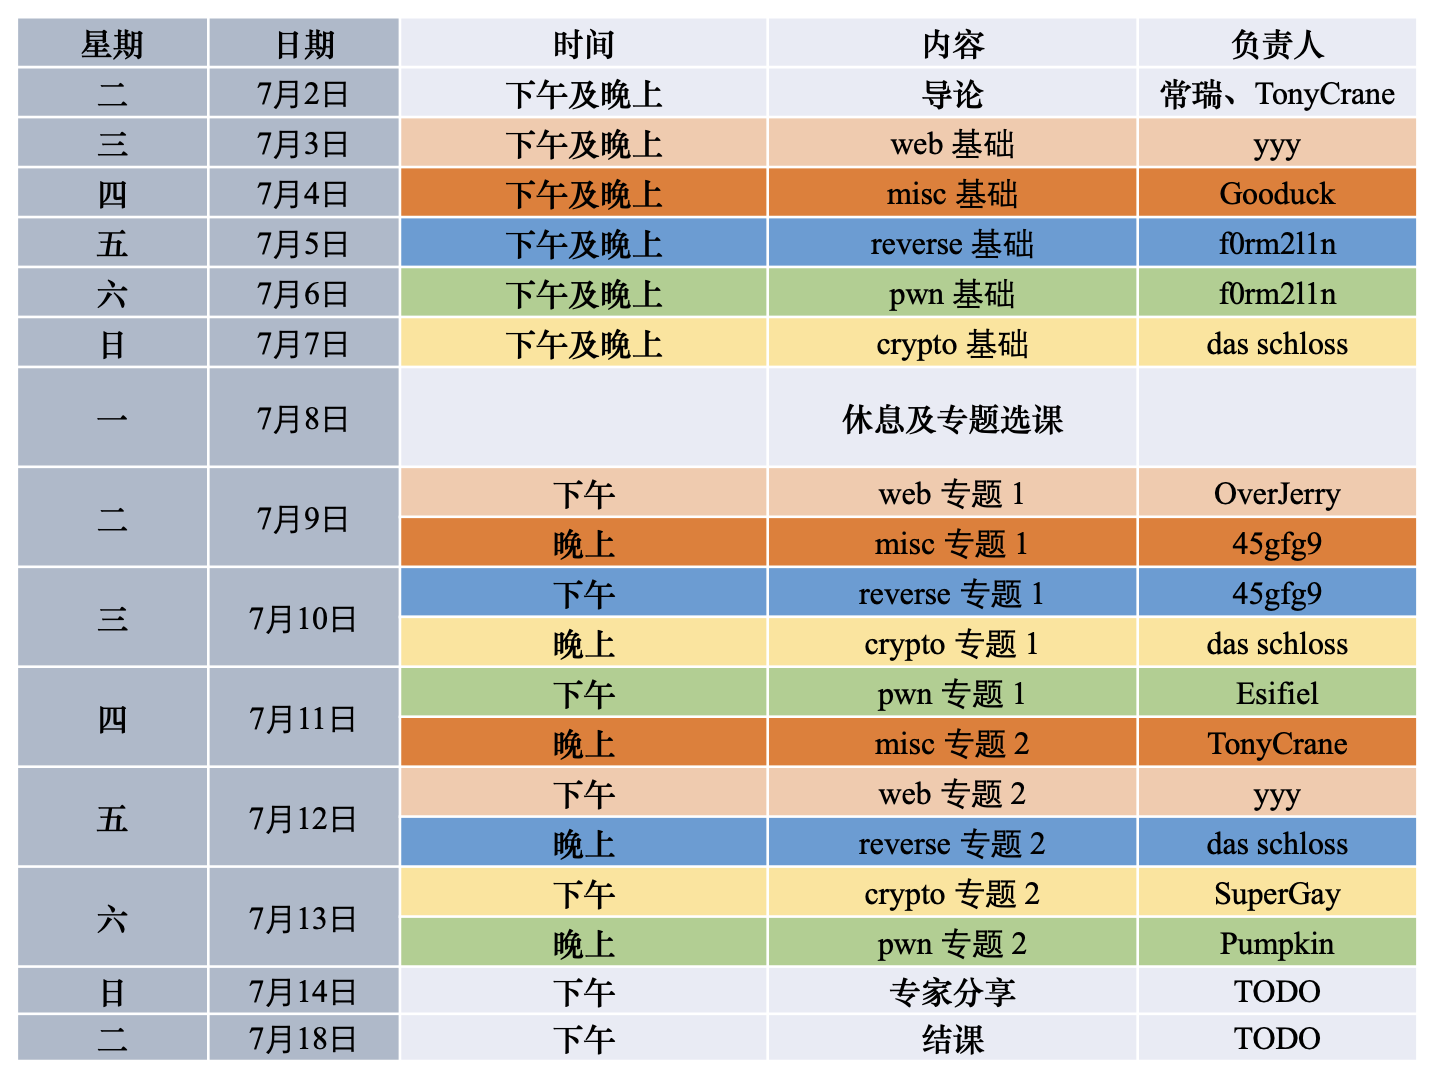 星期 日期 时间 内容 负责人
二 7月2日 下午及晚上 导论 常瑞、TonyCrane
三 7月3日 下午及晚上 web 基础 yyy
四 7月4日 下午及晚上 misc 基础 Gooduck
五 7月5日 下午及晚上 reverse 基础 f0rm2l1n
六 7月6日 下午及晚上 pwn 基础 f0rm2l1n
日 7月7日 下午及晚上 crypto 基础 das schloss
一 7月8日 休息及专题选课
二 7月9日 下午 web 专题 1 OverJerry
晚上 misc 专题 1 45gfg9
三 7月10日 下午 reverse 专题 1 45gfg9
晚上 crypto 专题 1 das schloss
四 7月11日 下午 pwn 专题 1 Esifiel
晚上 misc 专题 2 TonyCrane
五 7月12日 下午 web 专题 2 yyy
晚上 reverse 专题 2 das schloss
六 7月13日 下午 crypto 专题 2 SuperGay
晚上 pwn 专题 2 Pumpkin
日 7月14日 下午 专家分享 TODO
二 7月18日 下午 结课 TODO